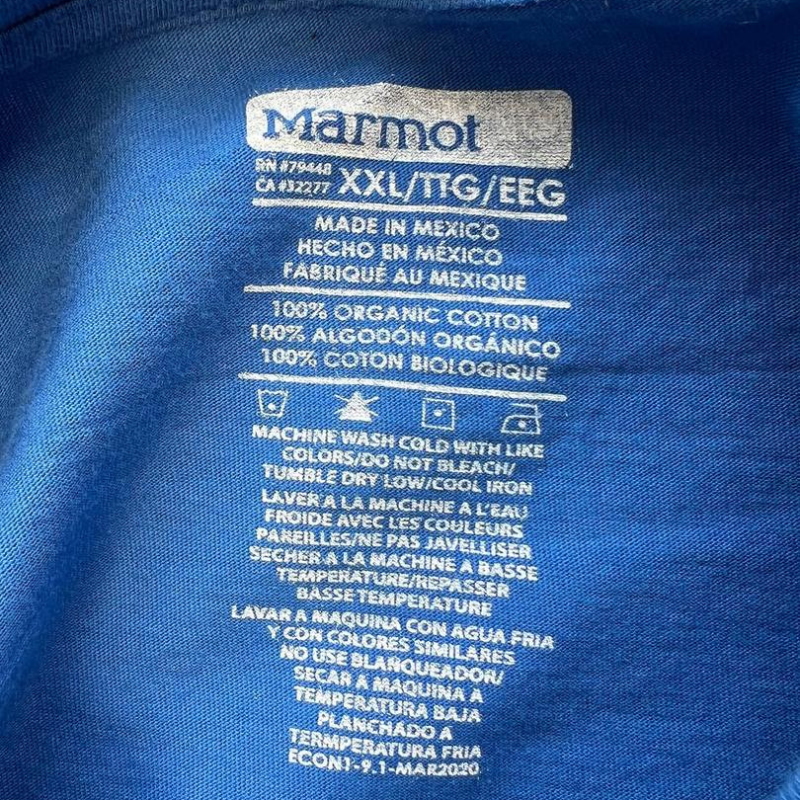 Marmot
RN #79448
CA #32277
XXL/TTG/EEG
MADE IN MEXICO
HECHO EN MÉXICO
FABRIQUÉ AU MEXIQUE
100% ORGANIC COTTON
100% ALGODÓN ORGÁNICO
100% COTON BIOLOGIQUE
MACHINE WASH COLD WITH LIKE
COLORS/DO NOT BLEACH/
TUMBLE DRY LOW/COOL IRON
LAVER A LA MACHINE A L'EAU
FROIDE AVEC LES COULEURS
PAREILLES/NE PAS JAVELLISER
SECHER A LA MACHINE A BASSE
TEMPERATURE/REPASSER
BASSE TEMPERATURE
LAVAR A MAQUINA CON AGUA FRIA
Y CON COLORES SIMILARES
NO USE BLANQUEADOR/
SECAR A MAQUINA A
TEMPERATURA BAJA
PLANCHADO A
TERMPERATURA FRIA
ECON1-9.1-MAR2020